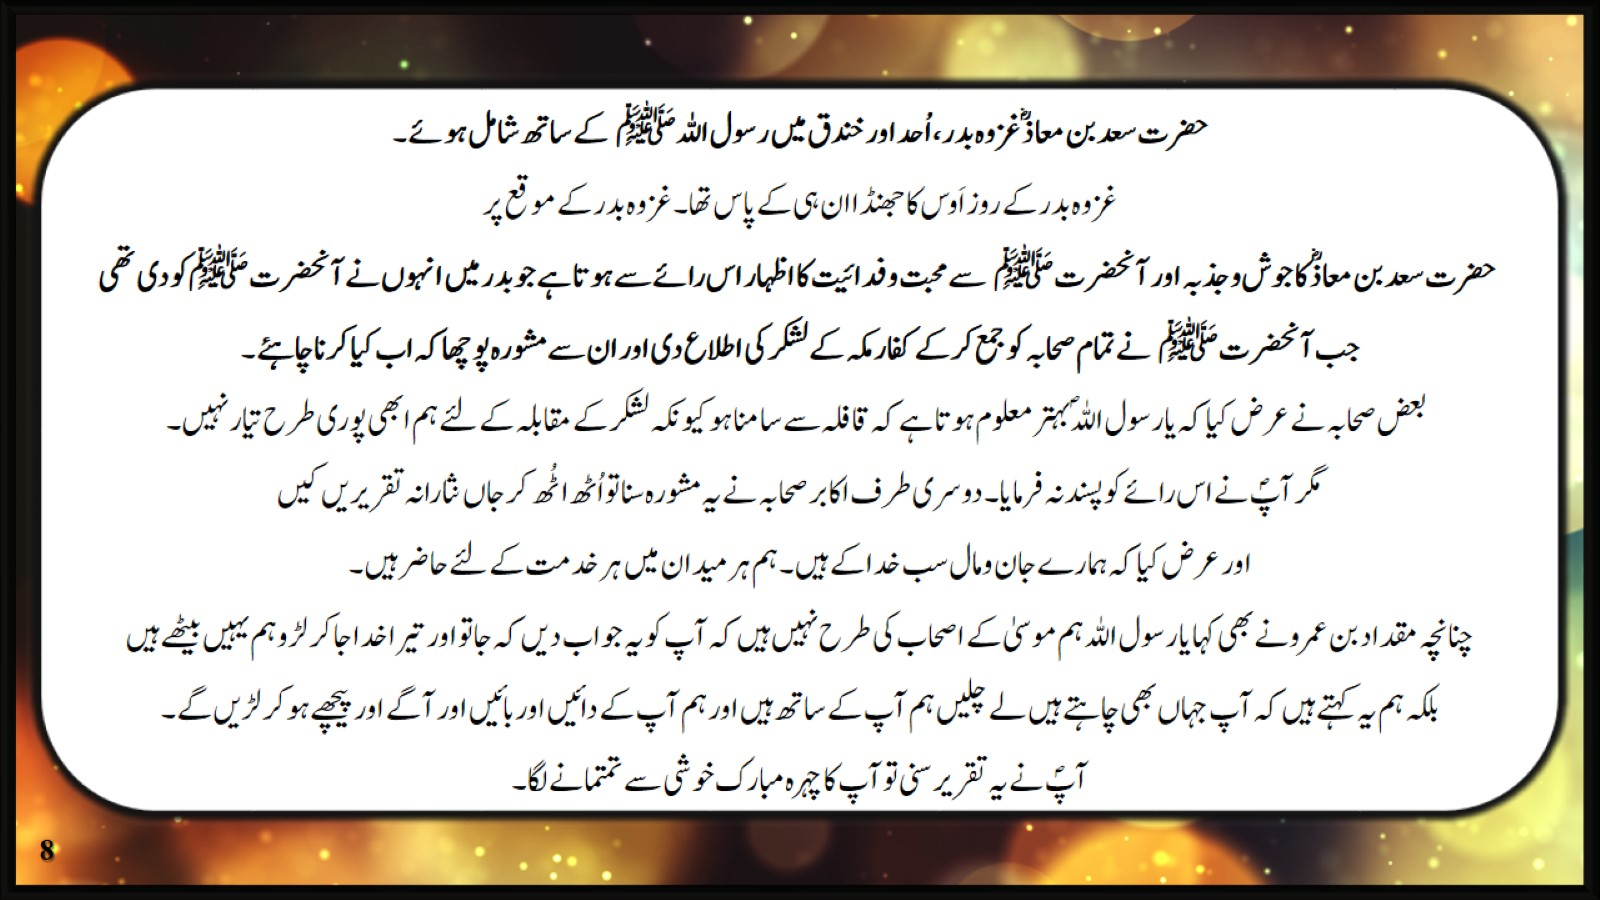 حضرت سعد بن معاذؓ غزوہ بدر، اُحد اور خندق میں رسول اللہ ﷺ کے ساتھ شامل ہوئے۔
غزوہ بدر کے روز اَوس کا جھنڈا ان ہی کے پاس تھا۔ غزوہ بدر کے موقع پر
حضرت سعد بن معاذؓ کا جوش و جذبہ اور آنحضرت ﷺ سے محبت و فدائیت کا اظہار اس رائے سے ہوتا ہے جو بدر میں انہوں نے آنحضرت ﷺ کو دی تھی
جب آنحضرت ﷺ نے تمام صحابہ کو جمع کر کے کفار مکہ کے لشکر کی اطلاع دی اور ان سے مشورہ پوچھا کہ اب کیا کرنا چاہئے۔
بعض صحابہ نے عرض کیا کہ یا رسول اللہؐ بہتر معلوم ہوتا ہے کہ قافلہ سے سامنا ہو کیونکہ لشکر کے مقابلہ کے لئے ہم ابھی پوری طرح تیار نہیں۔
مگر آپؐ نے اس رائے کو پسند نہ فرمایا۔ دوسری طرف اکابر صحابہ نے یہ مشورہ سنا تو اُٹھ اُٹھ کر جاں نثارانہ تقریریں کیں
اور عرض کیا کہ ہمارے جان و مال سب خدا کے ہیں۔ ہم ہر میدان میں ہر خدمت کے لئے حاضر ہیں۔
چنانچہ مقداد بن عمرو نے بھی کہا یا رسول اللہ ہم موسیٰ کے اصحاب کی طرح نہیں ہیں کہ آپ کو یہ جواب دیں کہ جا تو اور تیرا خدا جا کر لڑو ہم یہیں بیٹھے ہیں
بلکہ ہم یہ کہتے ہیں کہ آپ جہاں بھی چاہتے ہیں لے چلیں ہم آپ کے ساتھ ہیں اور ہم آپ کے دائیں اور بائیں اور آگے اور پیچھے ہو کر لڑیں گے۔
آپؐ نے یہ تقریر سنی تو آپ کا چہرہ مبارک خوشی سے تمتمانے لگا۔
8